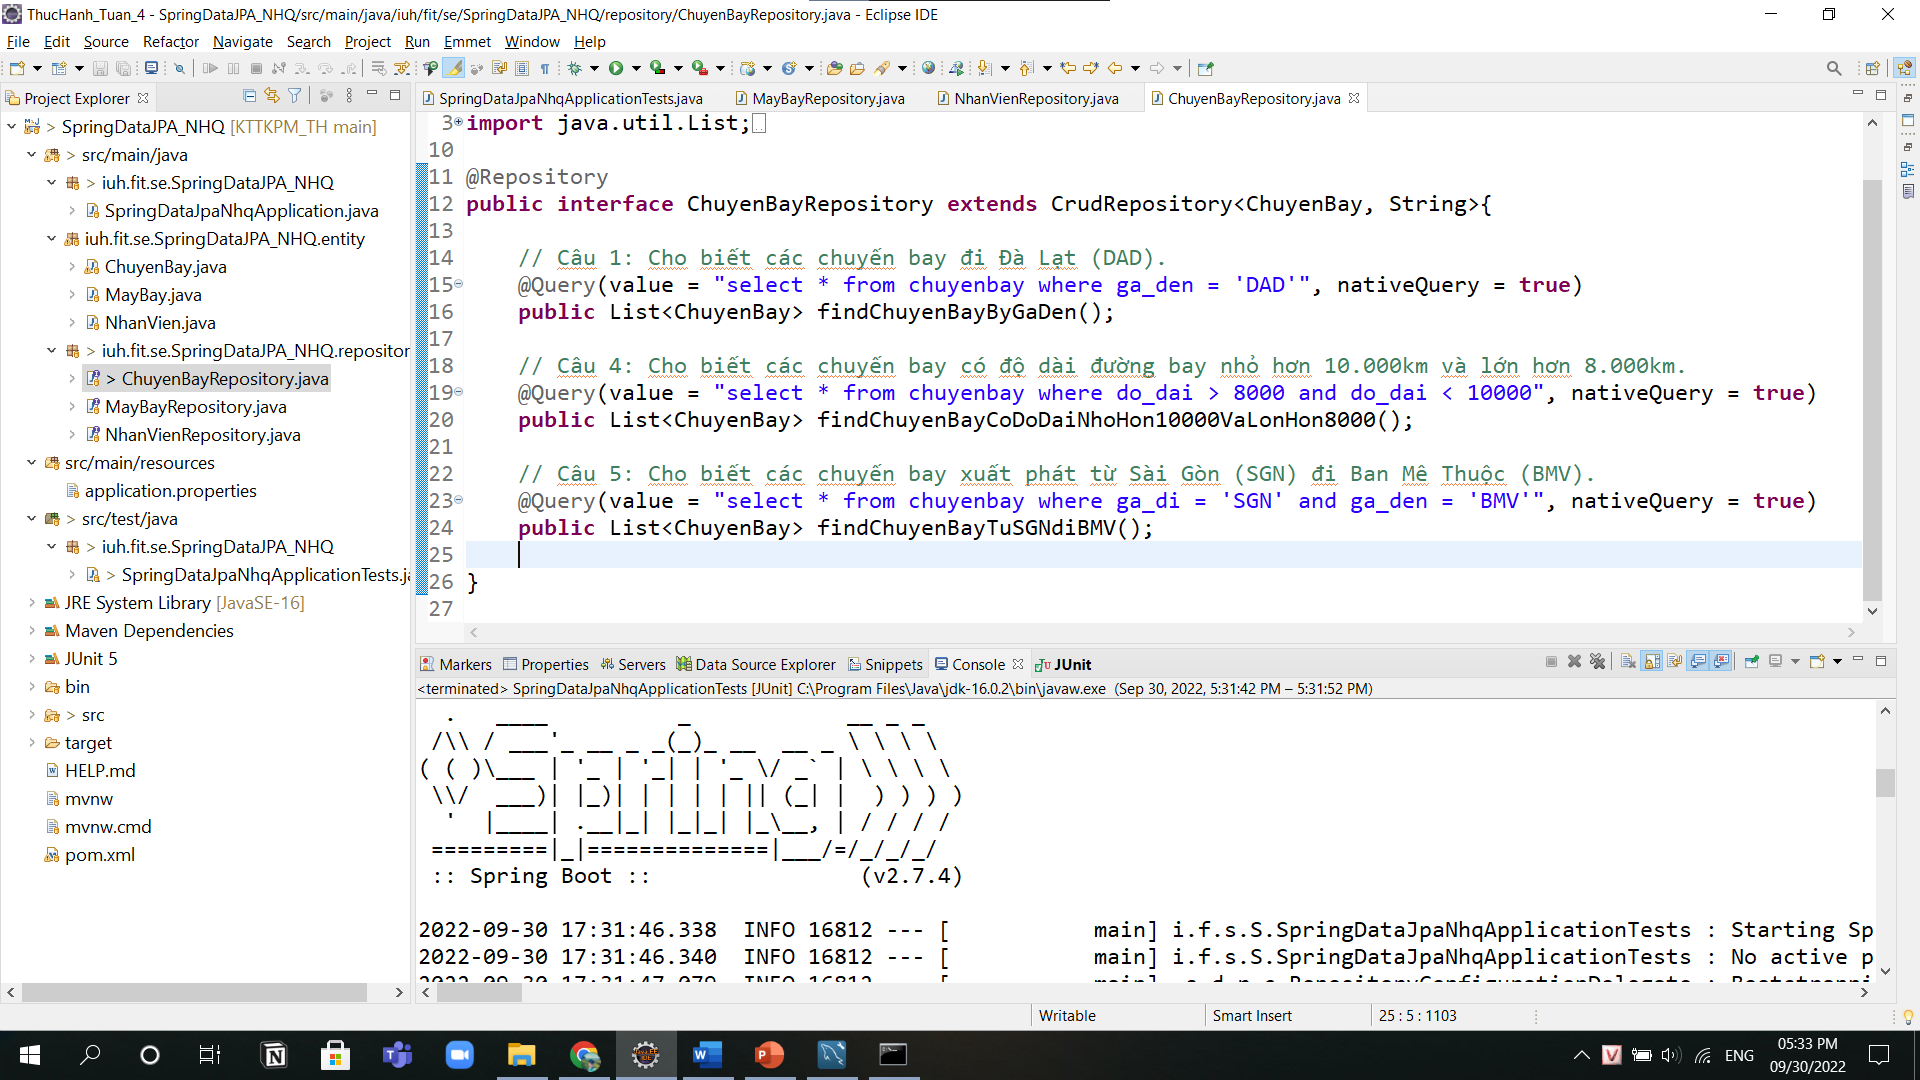 ThucHanh_Tuan_4 - SpringDataJPA_NHQ/src/main/java/iuh/fit/se/SpringDataJPA_NHQ/repository/ChuyenBayRepository.java - Eclipse IDE
File Edit Source Refactor Navigate Search Project Run Emmet Window Help
Project Explorer
> SpringDataJPA_NHQ [KTTKPM_TH main]
> src/main/java
> iuh.fit.se.SpringDataJPA_NHQ
SpringDataJpaNhqApplication.java
iuh.fit.se.SpringDataJPA_NHQ.entity
ChuyenBay.java
MayBay.java
NhanVien.java
> iuh.fit.se.SpringDataJPA_NHQ.repositor
> ChuyenBayRepository.java
MayBayRepository.java
NhanVienRepository.java
src/main/resources
application.properties
> src/test/java
> iuh.fit.se.SpringDataJPA_NHQ
> SpringDataJpaNhqApplicationTests.ja
JRE System Library [JavaSE-16]
Maven Dependencies
JUnit 5
bin
> src
target
HELP.md
mvnw
mvnw.cmd
pom.xml
SpringDataJpaNhqApplicationTests.java MayBayRepository.java NhanVienRepository.java ChuyenBayRepository.java
3 import java.util.List;
10
11 @Repository
12 public interface ChuyenBayRepository extends CrudRepository<ChuyenBay, String>{
13
14 // Câu 1: Cho biết các chuyến bay đi Đà Lạt (DAD).
15 @Query(value = "select * from chuyenbay where ga_den = 'DAD'", nativeQuery = true)
16 public List<ChuyenBay> findChuyenBayByGaDen();
17
18 // Câu 4: Cho biết các chuyến bay có độ dài đường bay nhỏ hơn 10.000km và lớn hơn 8.000km.
19 @Query(value = "select * from chuyenbay where do_dai > 8000 and do_dai < 10000", nativeQuery = true)
20 public List<ChuyenBay> findChuyenBayCoDoDaiNhoHon10000VaLonHon8000();
21
22 // Câu 5: Cho biết các chuyến bay xuất phát từ Sài Gòn (SGN) đi Ban Mê Thuộc (BMV).
23 @Query(value = "select * from chuyenbay where ga_di = 'SGN' and ga_den = 'BMV'", nativeQuery = true)
24 public List<ChuyenBay> findChuyenBayTuSGNdiBMV();
25
26 }
27
Markers Properties Servers Data Source Explorer Snippets Console JUnit
<terminated> SpringDataJpaNhqApplicationTests [JUnit] C:\Program Files\Java\jdk-16.0.2\bin\javaw.exe (Sep 30, 2022, 5:31:42 PM – 5:31:52 PM)
  .   ____          _            __ _ _
 /\\ / ___'_ __ _ _(_)_ __  __ _ \ \ \ \
( ( )\___ | '_ | '_| | '_ \/ _` | \ \ \ \
 \\/  ___)| |_)| | | | | || (_| |  ) ) ) )
  '  |____| .__|_| |_|_| |_\__, | / / / /
 =========|_|==============|___/=/_/_/_/
:: Spring Boot :: (v2.7.4)
2022-09-30 17:31:46.338 INFO 16812 --- [ main] i.f.s.S.SpringDataJpaNhqApplicationTests : Starting Sp
2022-09-30 17:31:46.340 INFO 16812 --- [ main] i.f.s.S.SpringDataJpaNhqApplicationTests : No active p
2022-09-30 17:31:47.079 INFO 16812 --- [ main] .s.d.r.c.RepositoryConfigurationDelegate : Bootstrappi
Writable Smart Insert 25 : 5 : 1103
ENG
05:33 PM
09/30/2022